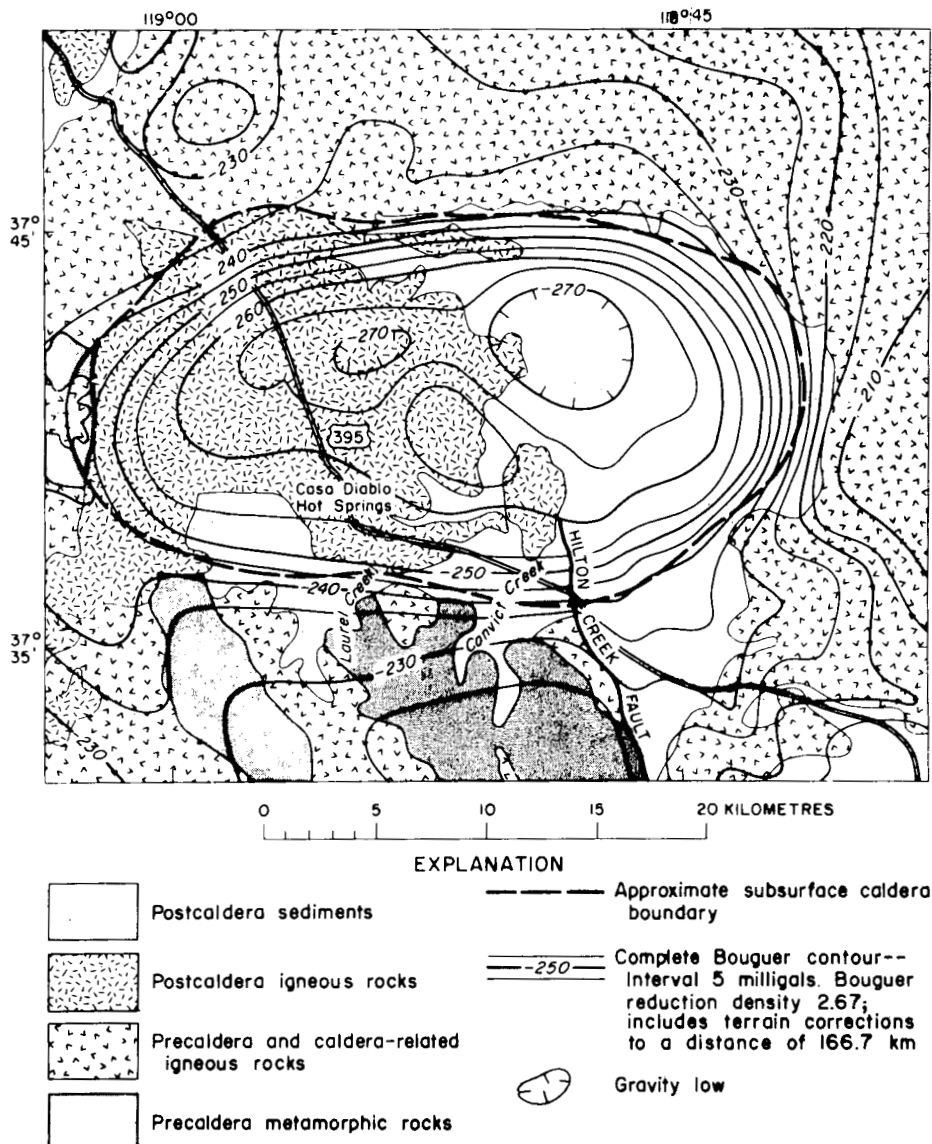 119°00
118°45
230
230
37°
45
240
250
260
-270
270
220
210
395
Casa Diablo
Hot Springs
-250
-240-
HILTON
CREEK
FAULT
Laurel Creek
Convict Creek
37°
35'
-230
230
0 5 10 15 20 KILOMETRES
EXPLANATION
Postcaldera sediments
Postcaldera igneous rocks
Precaldera and caldera-related
igneous rocks
Precaldera metamorphic rocks
Approximate subsurface caldera
boundary
-250
Complete Bouguer contour--
Interval 5 milligals. Bouguer
reduction density 2.67;
includes terrain corrections
to a distance of 166.7 km
Gravity low